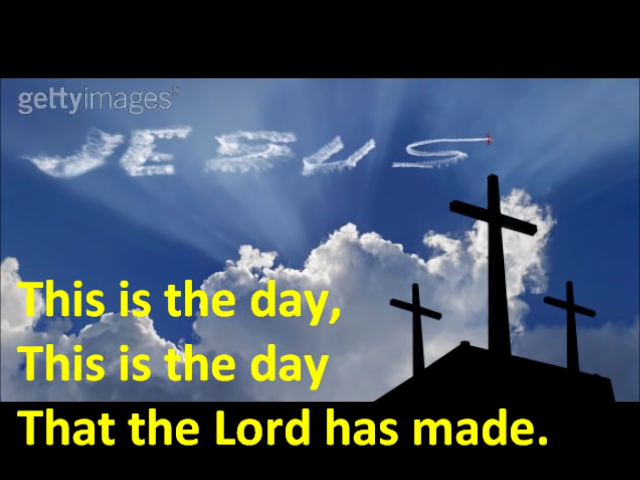 gettyimages®
JESUS
This is the day,
This is the day
That the Lord has made.